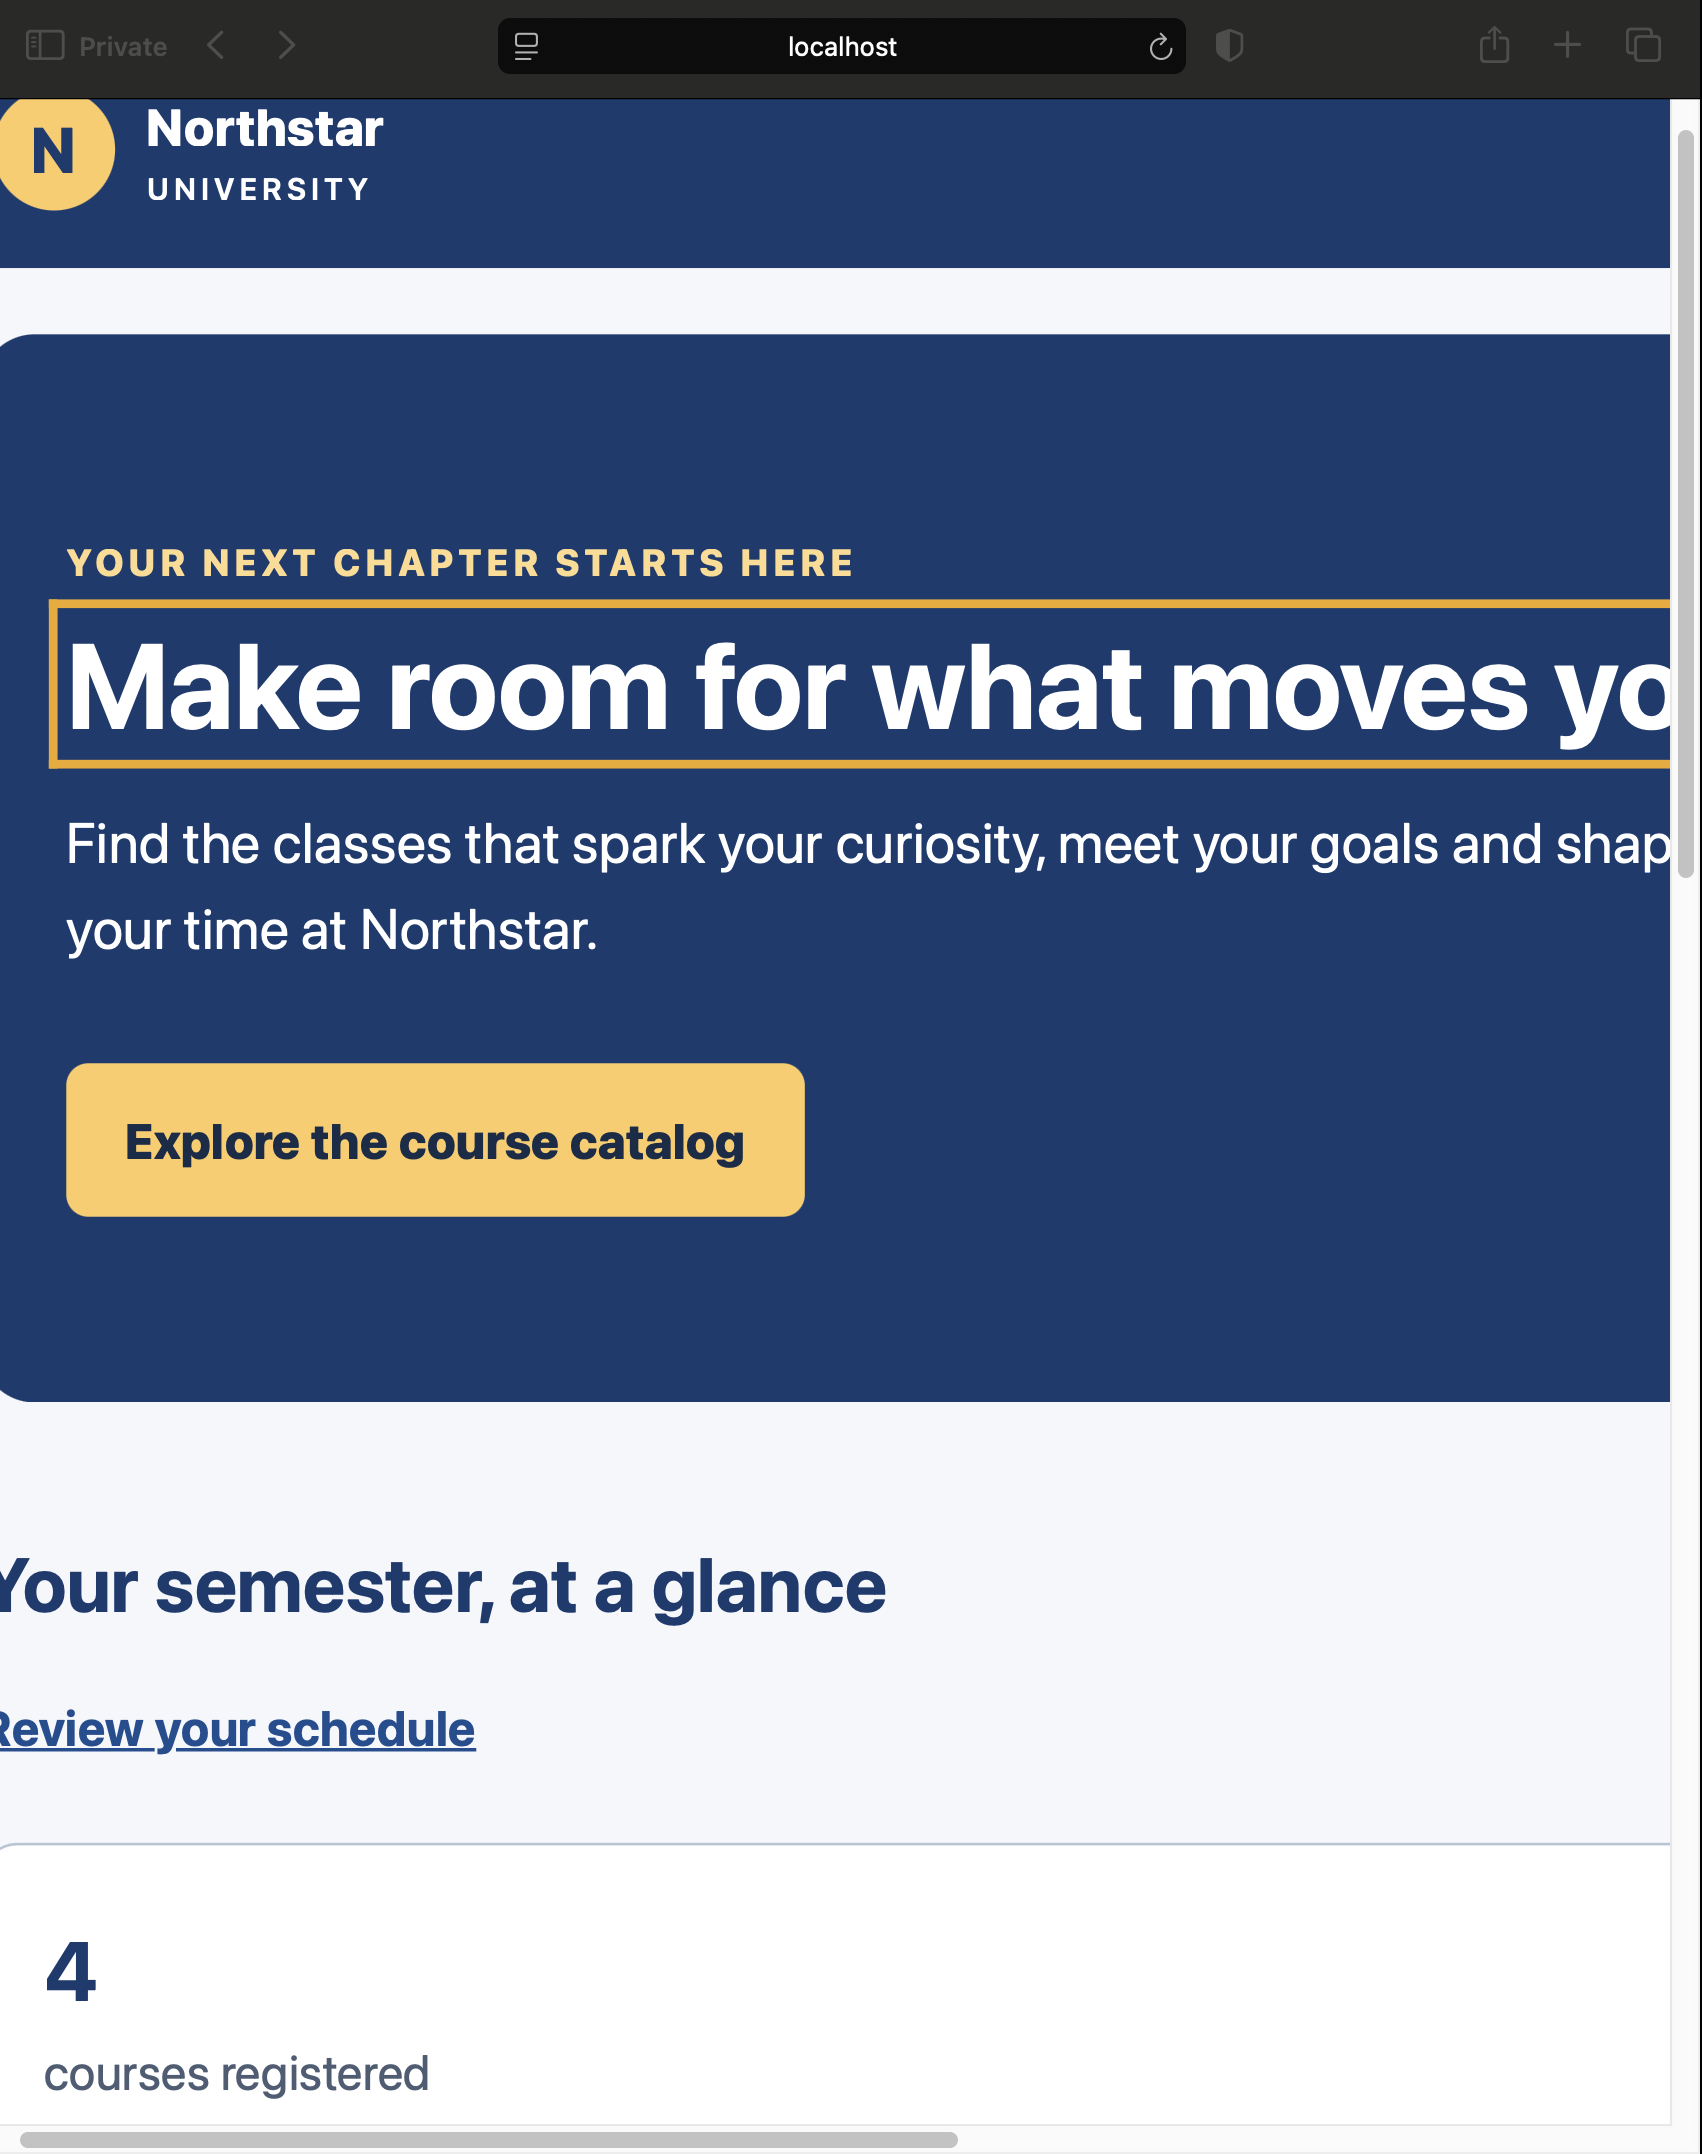 Private
localhost
N
Northstar
UNIVERSITY
YOUR NEXT CHAPTER STARTS HERE
Make room for what moves yo
Find the classes that spark your curiosity, meet your goals and shap
your time at Northstar.
Explore the course catalog
Your semester, at a glance
Review your schedule
4
courses registered